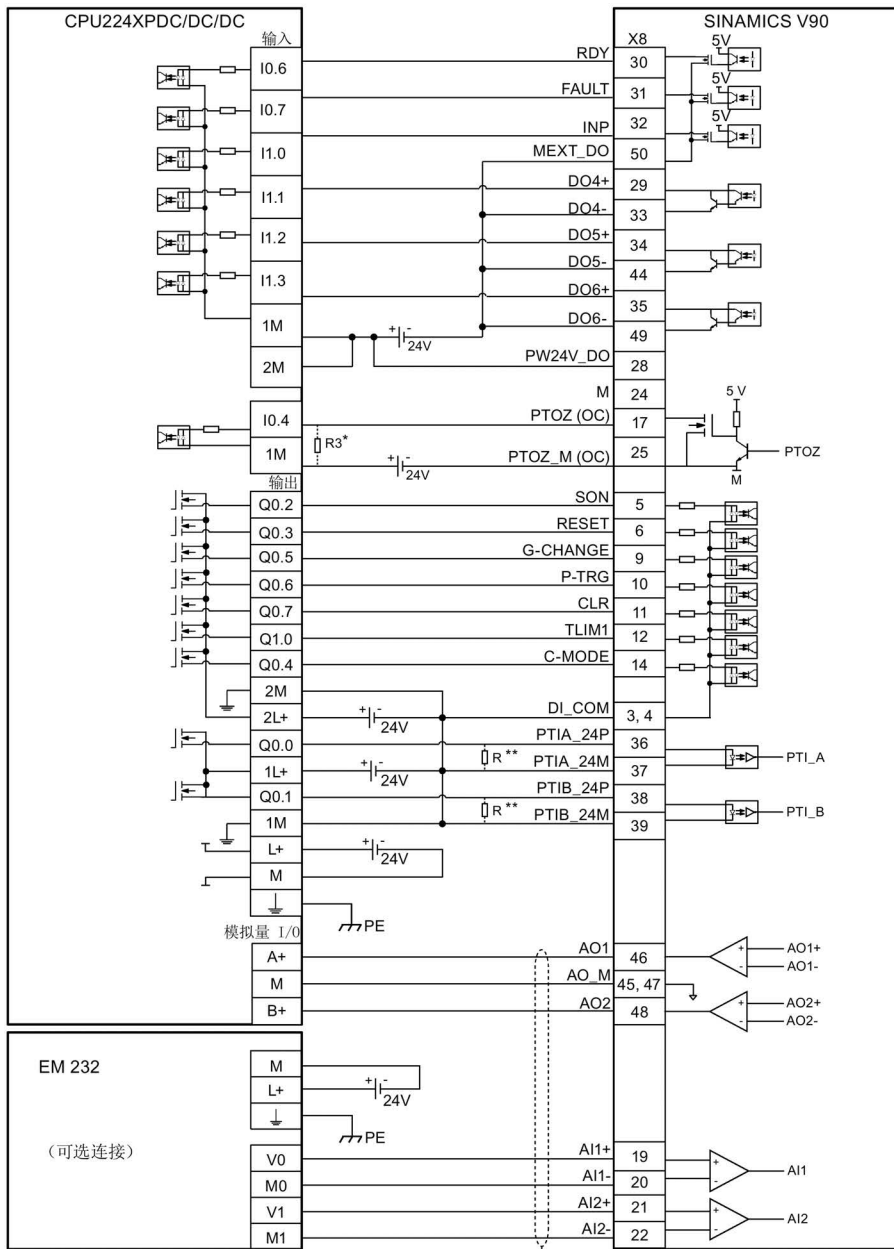 CPU224XPDC/DC/DC
SINAMICS V90
输入
X8
I0.6
RDY
30
5V
I0.7
FAULT
31
5V
I1.0
INP
32
5V
MEXT_DO
50
I1.1
DO4+
29
DO4-
33
I1.2
DO5+
34
DO5-
44
I1.3
DO6+
35
1M
DO6-
49
+ -
24V
2M
PW24V_DO
28
M
24
I0.4
PTOZ (OC)
17
5 V
R3*
1M
+ -
24V
PTOZ_M (OC)
25
PTOZ
M
输出
Q0.2
SON
5
Q0.3
RESET
6
Q0.5
G-CHANGE
9
Q0.6
P-TRG
10
Q0.7
CLR
11
Q1.0
TLIM1
12
Q0.4
C-MODE
14
2M
2L+
+ -
24V
DI_COM
3, 4
Q0.0
PTIA_24P
36
R **
PTI_A
1L+
+ -
24V
PTIA_24M
37
Q0.1
PTIB_24P
38
R **
PTI_B
1M
PTIB_24M
39
L+
+ -
24V
M
PE
模拟量 I/O
A+
AO1
46
+
-
AO1+
AO1-
M
AO_M
45, 47
B+
AO2
48
+
-
AO2+
AO2-
EM 232
M
L+
+ -
24V
PE
(可选连接)
V0
AI1+
19
+
-
AI1
M0
AI1-
20
V1
AI2+
21
+
-
AI2
M1
AI2-
22